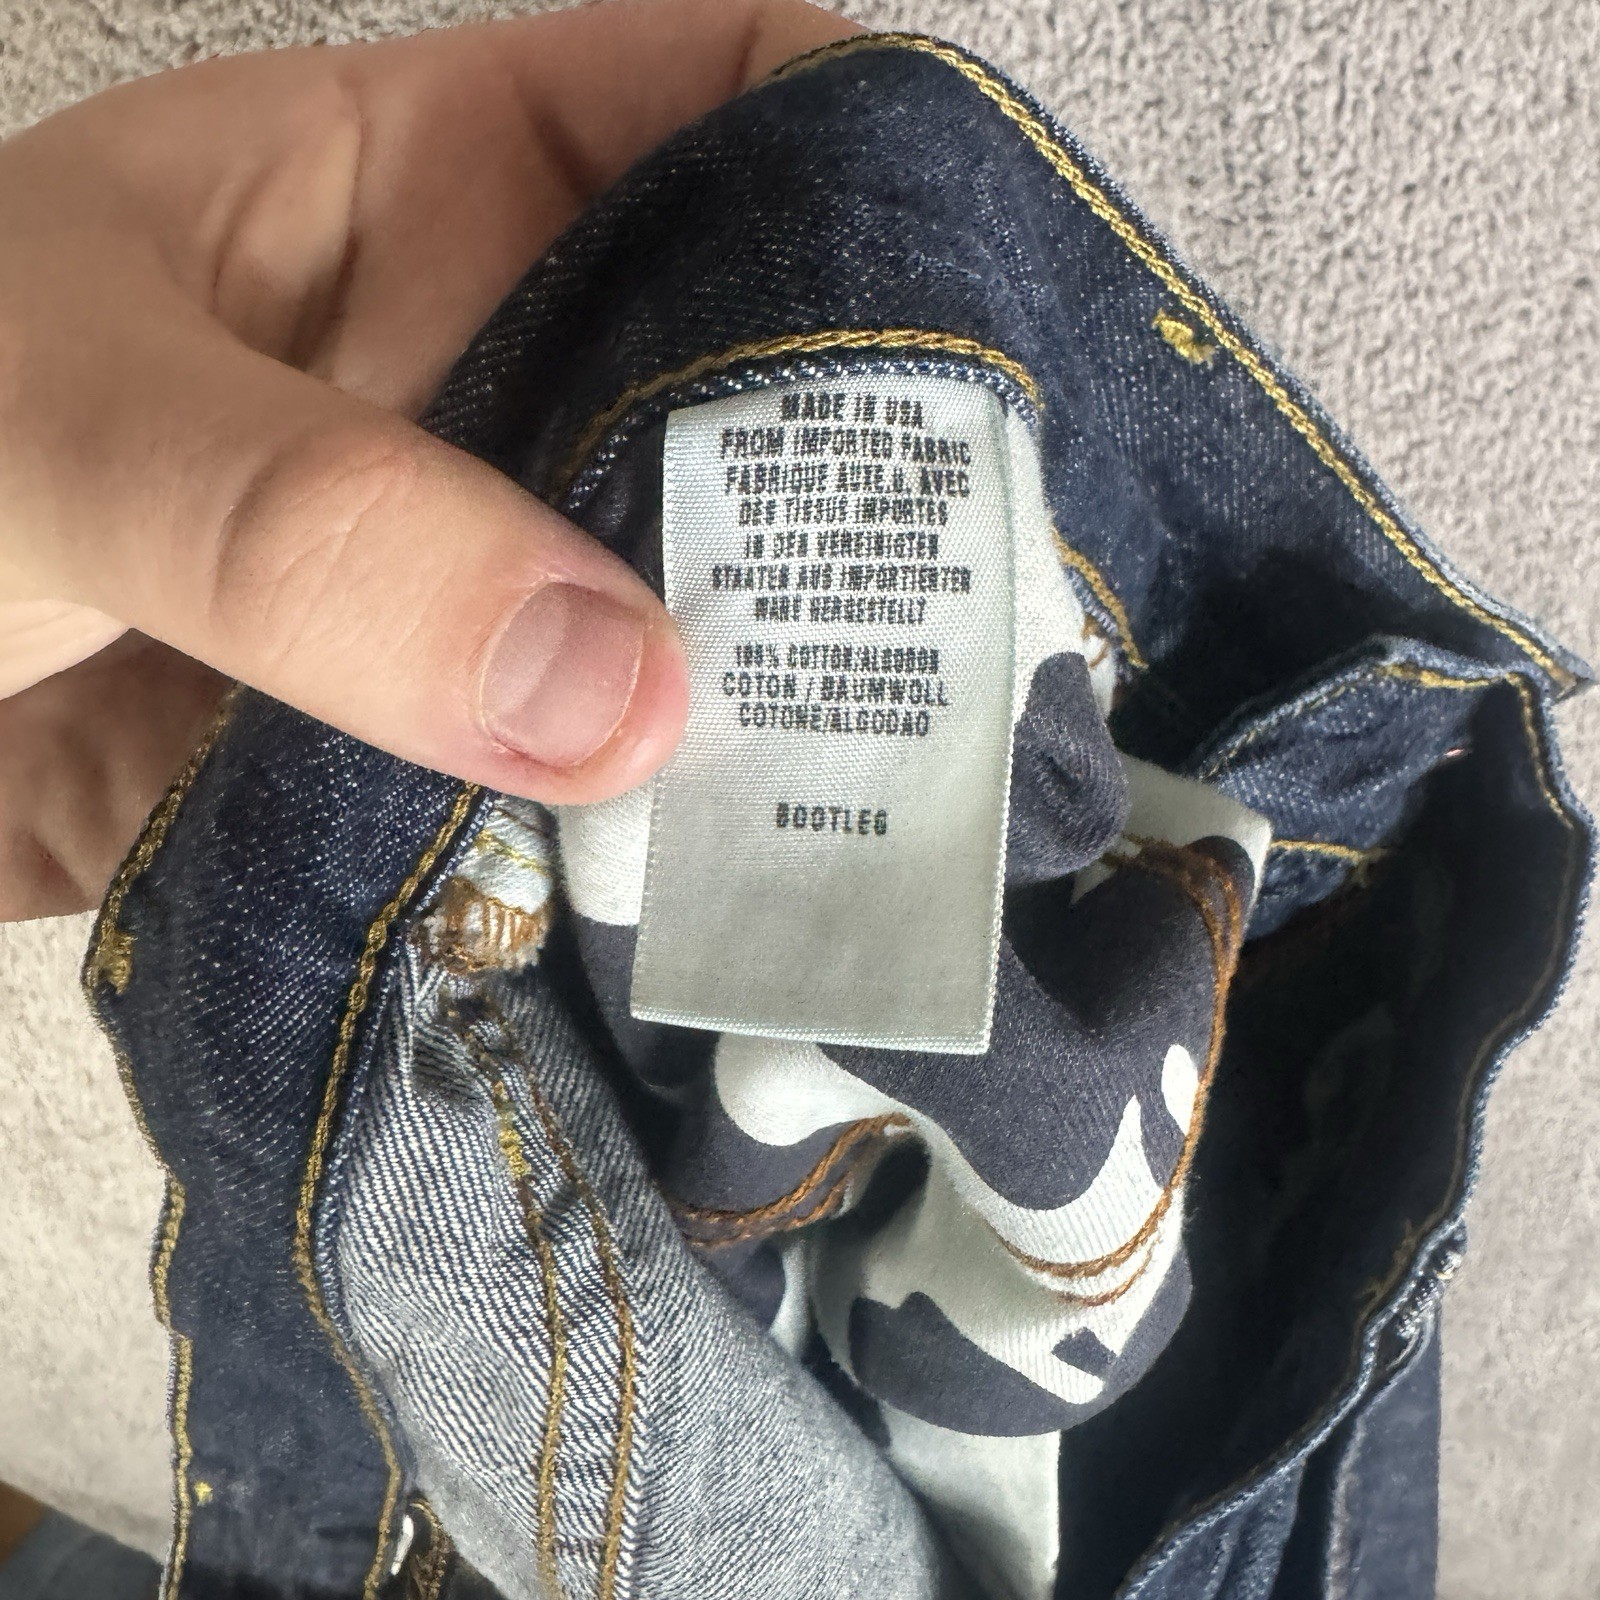 MADE IN USA
FROM IMPORTED FABRIC
FABRIQUE AUX E.U. AVEC
DES TISSUS IMPORTES
IN DEN VEREINIGTEN
STAATEN AUS IMPORTIERTER
WARE HERGESTELLT
100% COTTON/ALGODON
COTON / BAUMWOLL
COTONE/ALGODAO
BOOTLEG